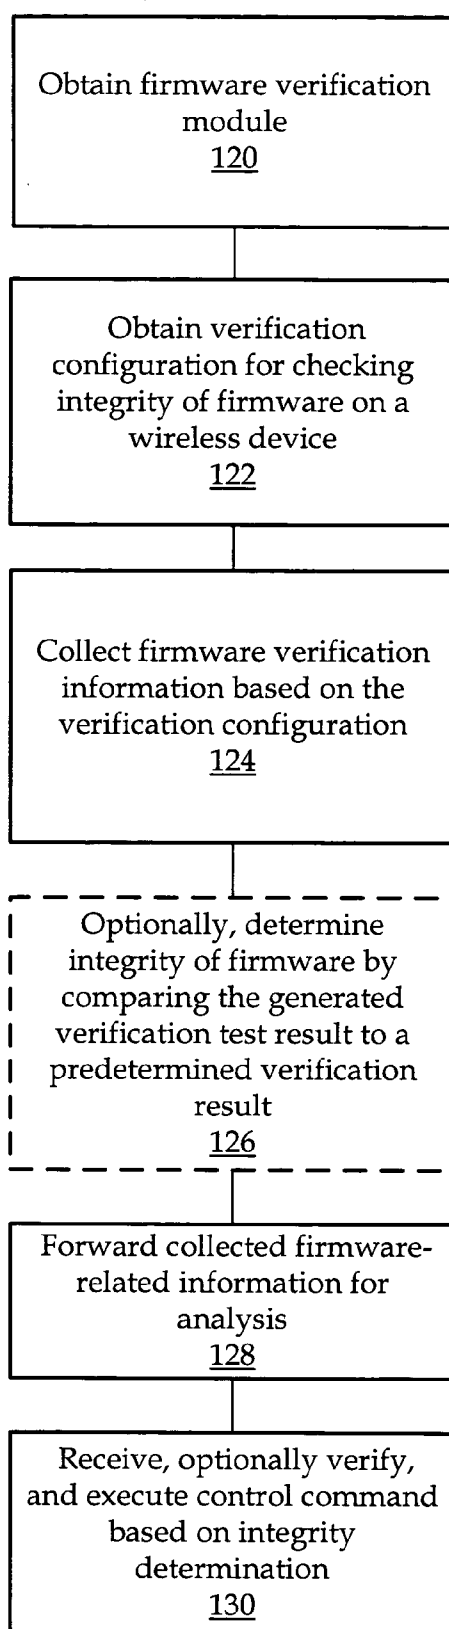 Obtain firmware verification
module
120
Obtain verification
configuration for checking
integrity of firmware on a
wireless device
122
Collect firmware verification
information based on the
verification configuration
124
Optionally, determine
integrity of firmware by
comparing the generated
verification test result to a
predetermined verification
result
126
Forward collected firmware-
related information for
analysis
128
Receive, optionally verify,
and execute control command
based on integrity
determination
130